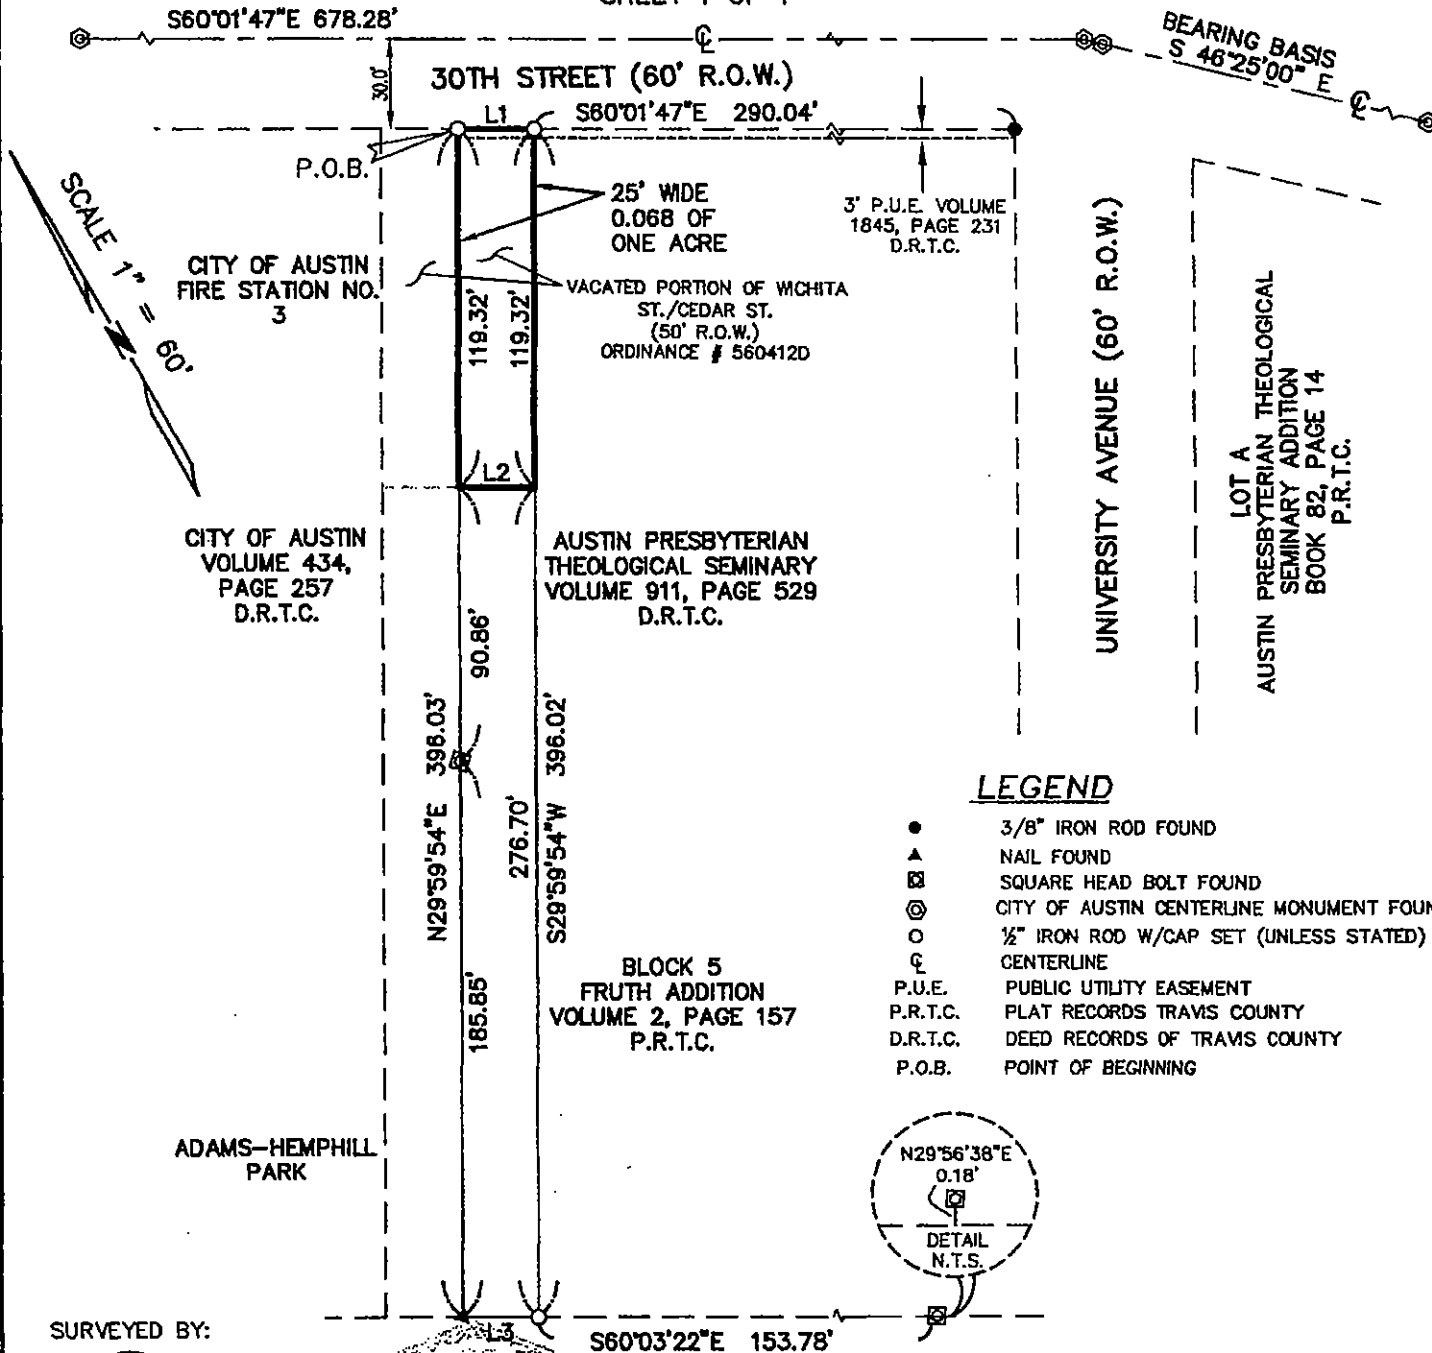 S60°01'47"E 678.28'
℄
BEARING BASIS
S 46°25'00" E
℄
30.0'
30TH STREET (60' R.O.W.)
L1
S60°01'47"E 290.04'
P.O.B.
SCALE 1" = 60'
N
25' WIDE
0.068 OF
ONE ACRE
3' P.U.E. VOLUME
1845, PAGE 231
D.R.T.C.
CITY OF AUSTIN
FIRE STATION NO.
3
119.32'
119.32'
VACATED PORTION OF WICHITA
ST./CEDAR ST.
(50' R.O.W.)
ORDINANCE # 560412D
UNIVERSITY AVENUE (60' R.O.W.)
LOT A
AUSTIN PRESBYTERIAN THEOLOGICAL
SEMINARY ADDITION
BOOK 82, PAGE 14
P.R.T.C.
L2
CITY OF AUSTIN
VOLUME 434,
PAGE 257
D.R.T.C.
AUSTIN PRESBYTERIAN
THEOLOGICAL SEMINARY
VOLUME 911, PAGE 529
D.R.T.C.
90.86'
N29°59'54"E 396.03'
276.70'
S29°59'54"W 396.02'
185.85'
BLOCK 5
FRUTH ADDITION
VOLUME 2, PAGE 157
P.R.T.C.
LEGEND
3/8" IRON ROD FOUND
NAIL FOUND
SQUARE HEAD BOLT FOUND
CITY OF AUSTIN CENTERLINE MONUMENT FOUN
½" IRON ROD W/CAP SET (UNLESS STATED)
℄ CENTERLINE
P.U.E. PUBLIC UTILITY EASEMENT
P.R.T.C. PLAT RECORDS TRAVIS COUNTY
D.R.T.C. DEED RECORDS OF TRAVIS COUNTY
P.O.B. POINT OF BEGINNING
ADAMS-HEMPHILL
PARK
N29°56'38"E
0.18'
DETAIL
N.T.S.
SURVEYED BY:
L3
S60°03'22"E 153.78'